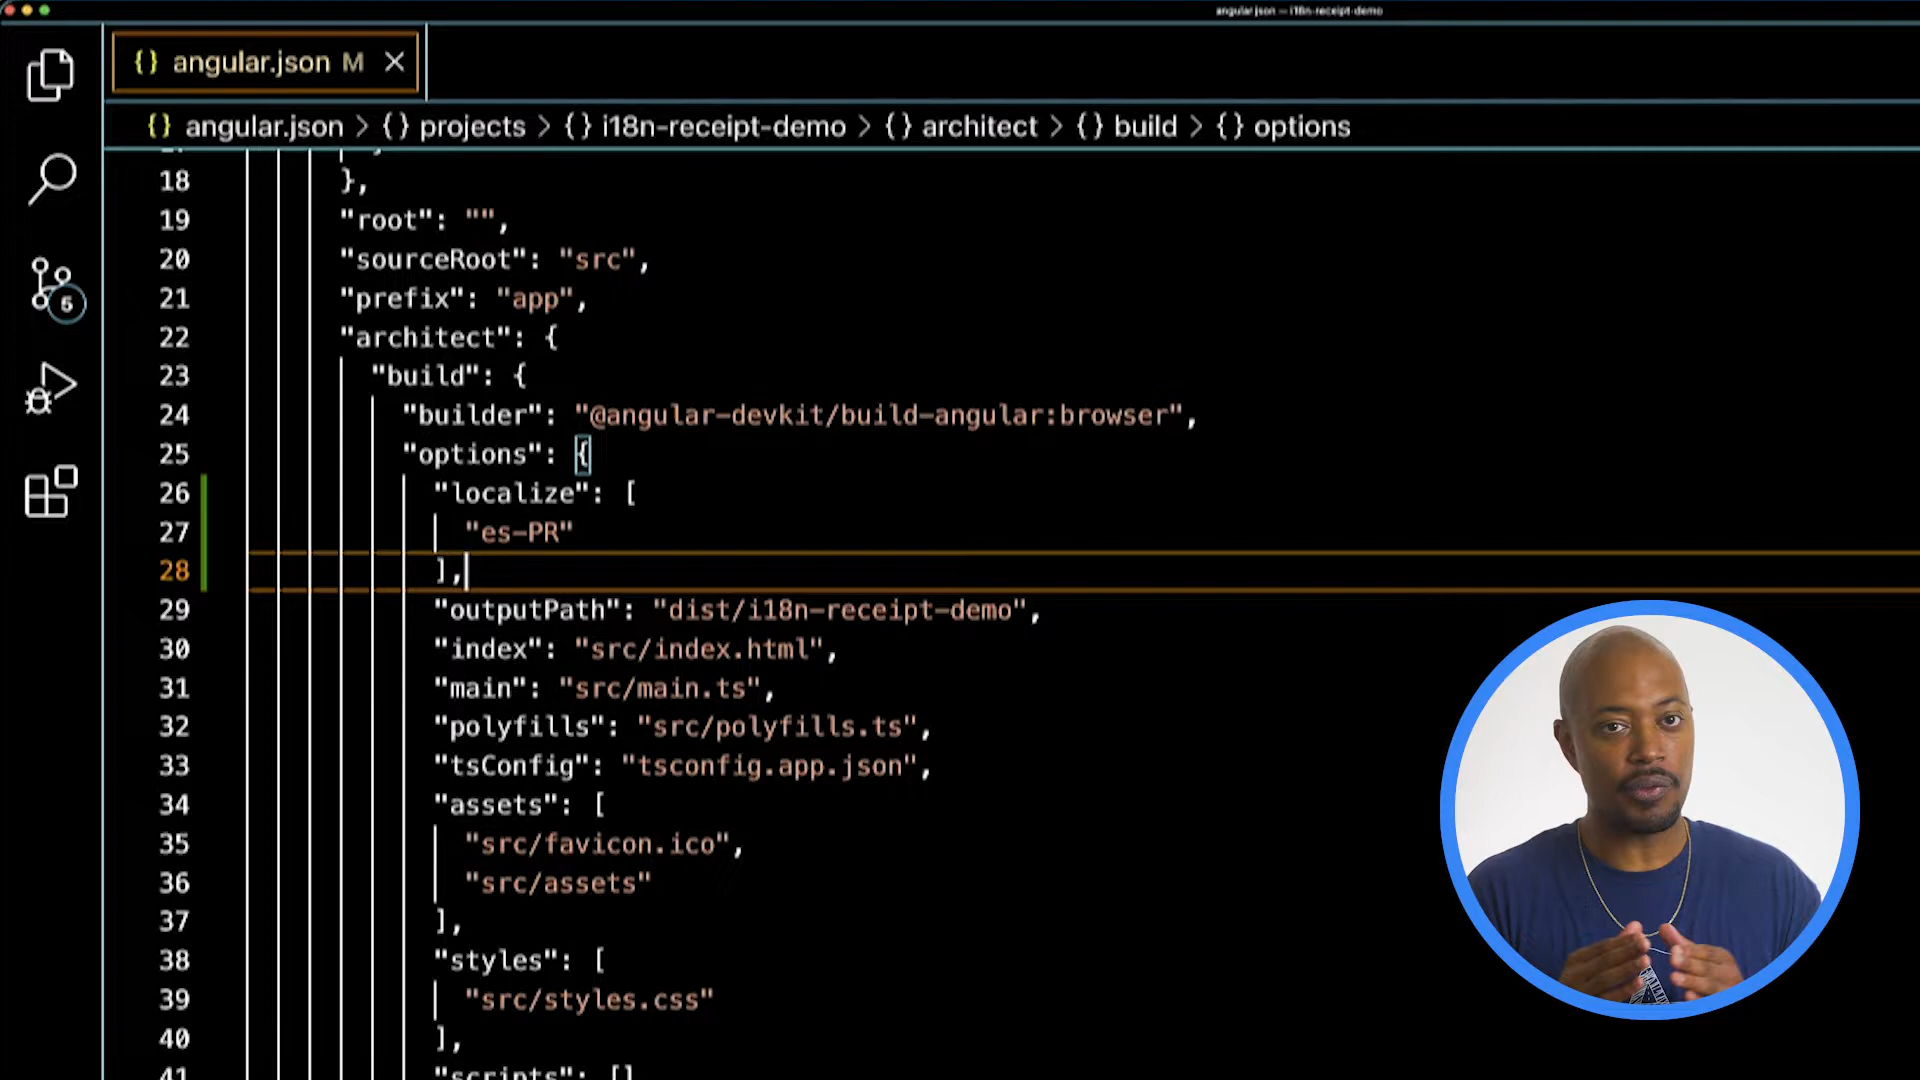 angular.json — i18n-receipt-demo
{} angular.json M ×
{} angular.json > {} projects > {} i18n-receipt-demo > {} architect > {} build > {} options
18 },
19 "root": "",
20 "sourceRoot": "src",
21 "prefix": "app",
22 "architect": {
23 "build": {
24 "builder": "@angular-devkit/build-angular:browser",
25 "options": {
26 "localize": [
27 "es-PR"
28 ],
29 "outputPath": "dist/i18n-receipt-demo",
30 "index": "src/index.html",
31 "main": "src/main.ts",
32 "polyfills": "src/polyfills.ts",
33 "tsConfig": "tsconfig.app.json",
34 "assets": [
35 "src/favicon.ico",
36 "src/assets"
37 ],
38 "styles": [
39 "src/styles.css"
40 ],
41 "scripts": []
5